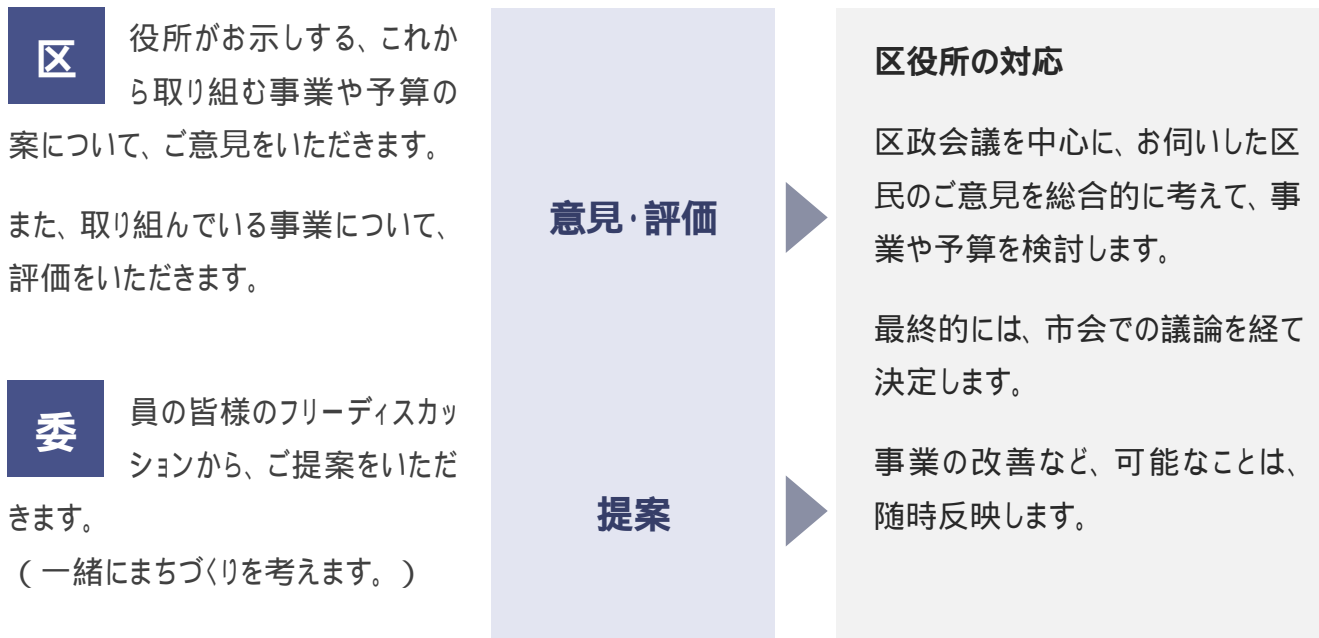 区役所がお示しする、これか
ら取り組む事業や予算の
案について、ご意見をいただきます。
また、取り組んでいる事業について、
評価をいただきます。
委員の皆様のフリーディスカッ
ションから、ご提案をいただ
きます。
(一緒にまちづくりを考えます。)
意見・評価
提案
区役所の対応
区政会議を中心に、お伺いした区
民のご意見を総合的に考えて、事
業や予算を検討します。
最終的には、市会での議論を経て
決定します。
事業の改善など、可能なことは、
随時反映します。